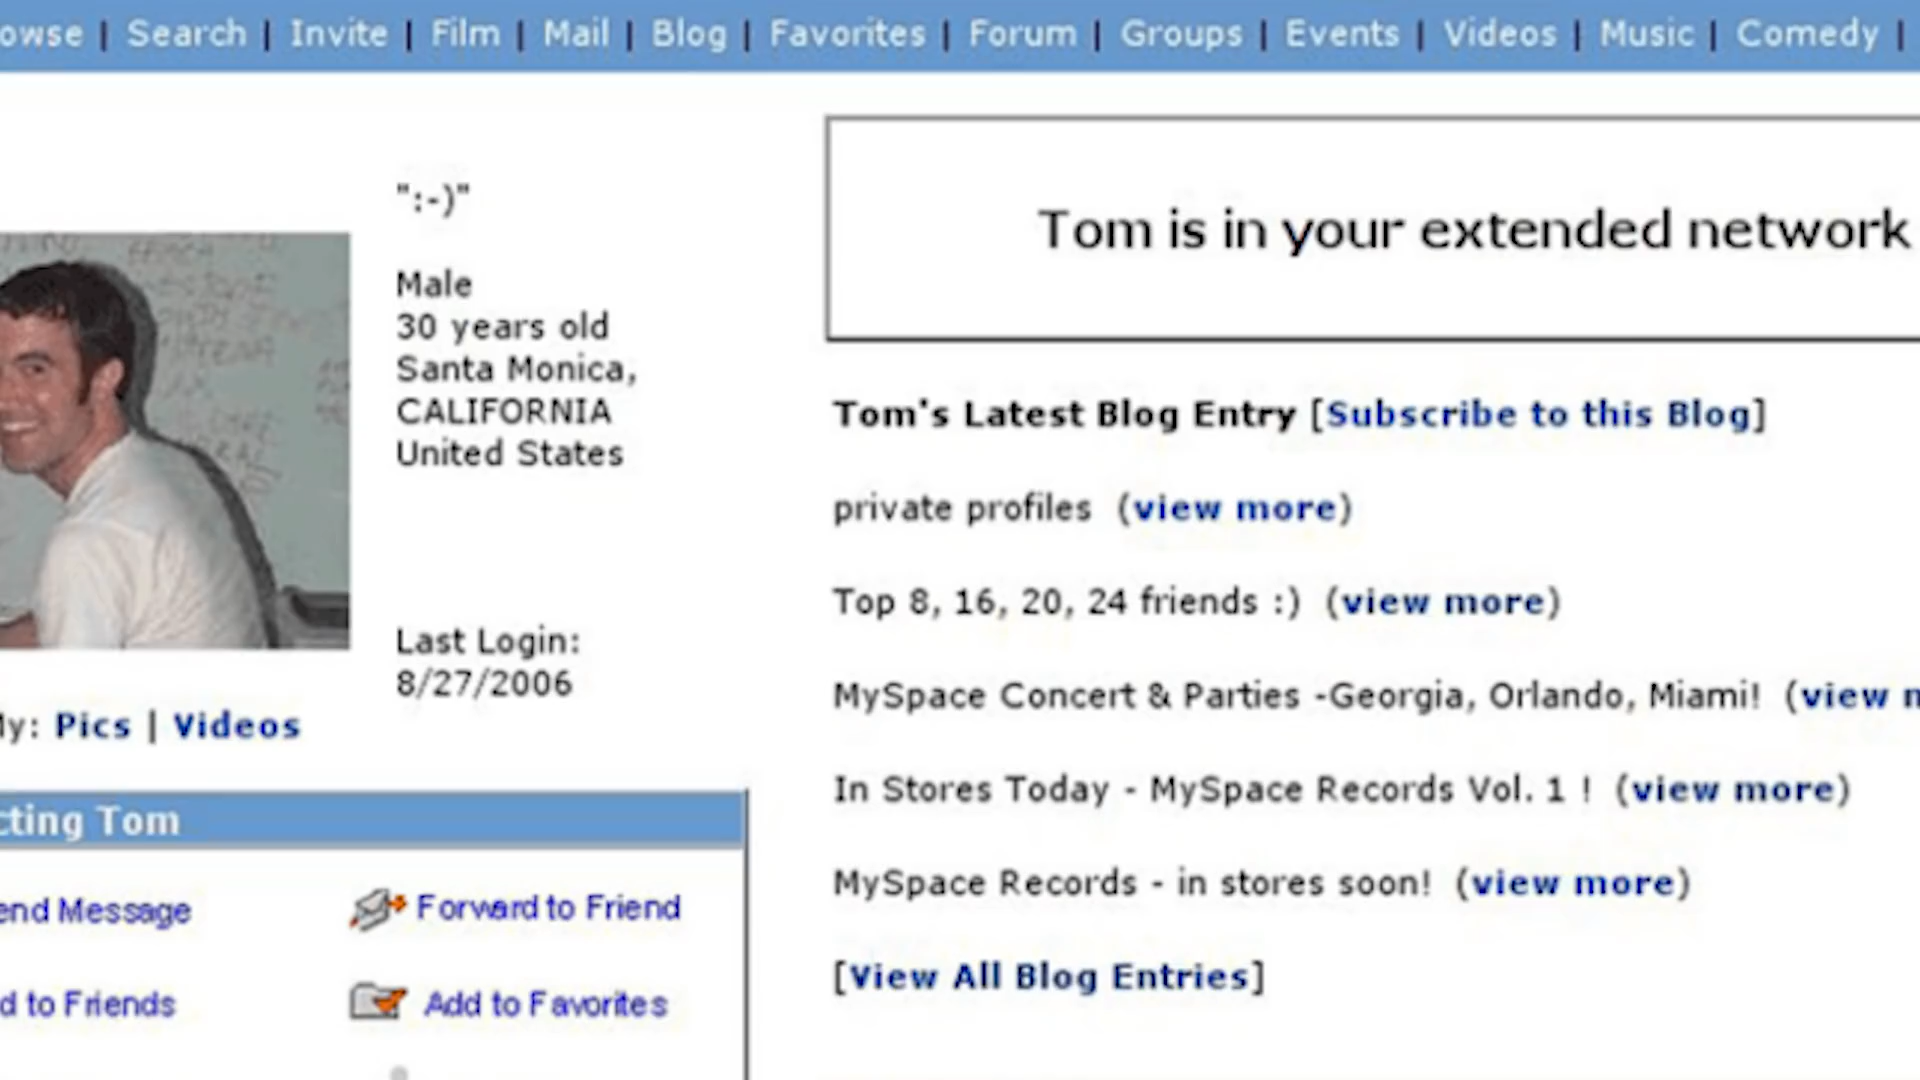 | Search | Invite | Film | Mail | Blog | Favorites | Forum | Groups | Events | Videos | Music | Comedy |
":-)"
Male
30 years old
Santa Monica,
CALIFORNIA
United States
Last Login:
8/27/2006
: Pics | Videos
Tom
Message
Forward to Friend
to Friends
Add to Favorites
Tom is in your extended network
Tom's Latest Blog Entry [Subscribe to this Blog]
private profiles (view more)
Top 8, 16, 20, 24 friends :) (view more)
MySpace Concert & Parties -Georgia, Orlando, Miami! (view
In Stores Today - MySpace Records Vol. 1 ! (view more)
MySpace Records - in stores soon! (view more)
[View All Blog Entries]